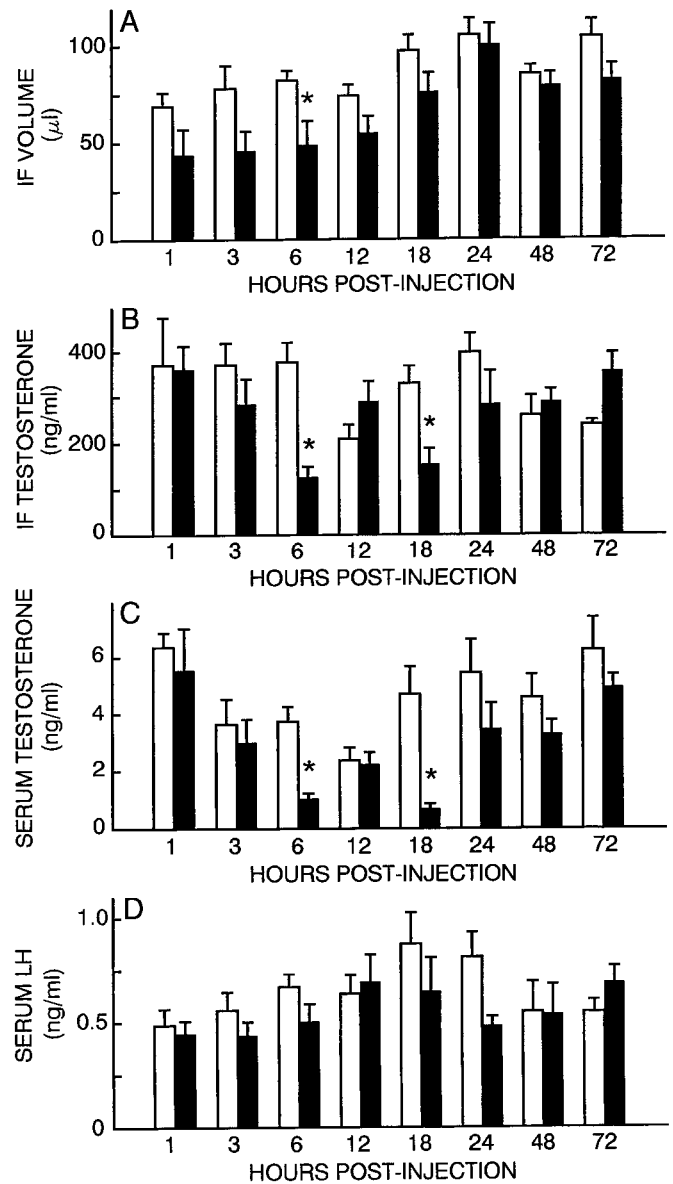 A
IF VOLUME
(µl)
100
50
0
*
1 3 6 12 18 24 48 72
HOURS POST-INJECTION
B
IF TESTOSTERONE
(ng/ml)
400
200
0
* *
1 3 6 12 18 24 48 72
HOURS POST-INJECTION
C
SERUM TESTOSTERONE
(ng/ml)
6
4
2
0
* *
1 3 6 12 18 24 48 72
HOURS POST-INJECTION
D
SERUM LH
(ng/ml)
1.0
0.5
0
1 3 6 12 18 24 48 72
HOURS POST-INJECTION